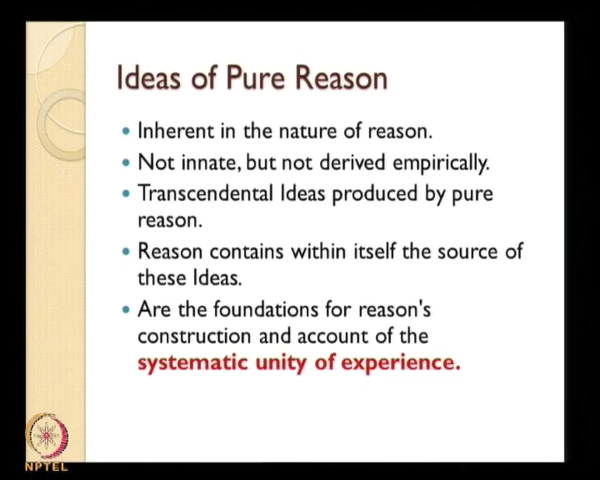 Ideas of Pure Reason
• Inherent in the nature of reason.
• Not innate, but not derived empirically.
• Transcendental Ideas produced by pure
reason.
• Reason contains within itself the source of
these Ideas.
• Are the foundations for reason's
construction and account of the
systematic unity of experience.
NPTEL